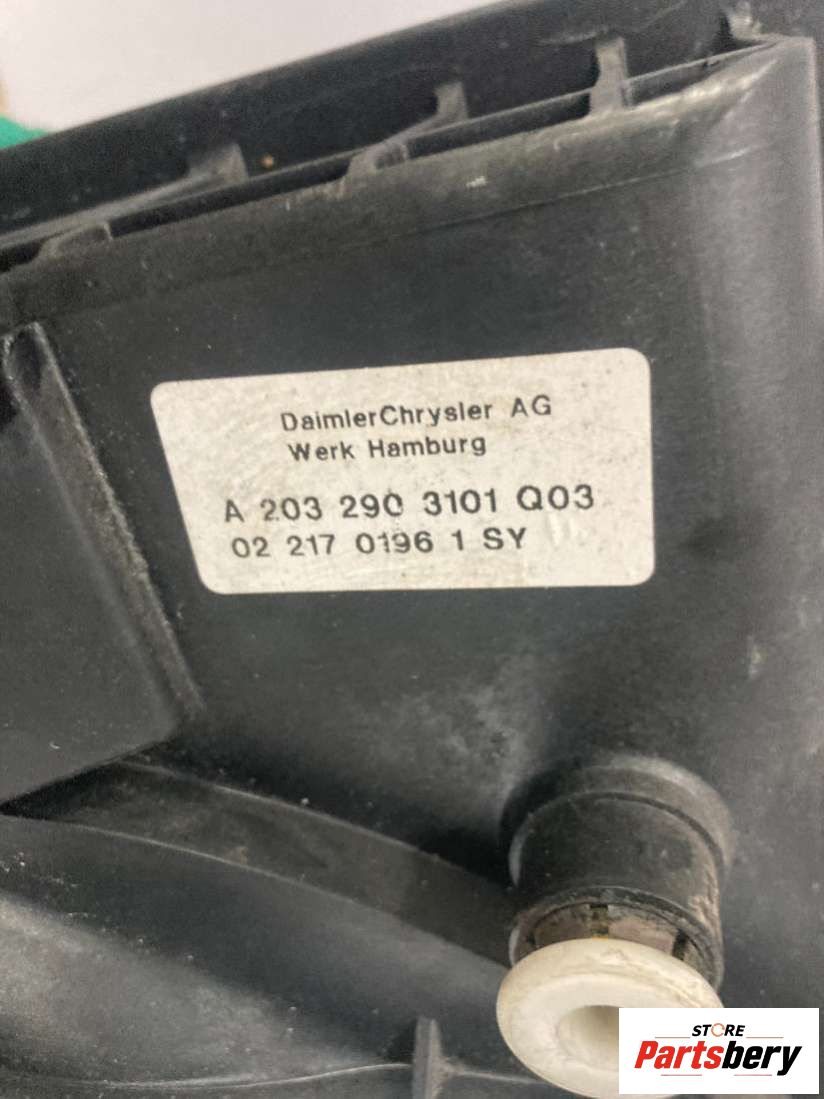 DaimlerChrysler AG
Werk Hamburg
A 203 290 3101 Q03
02 217 0196 1 SY
STORE
Partsbery